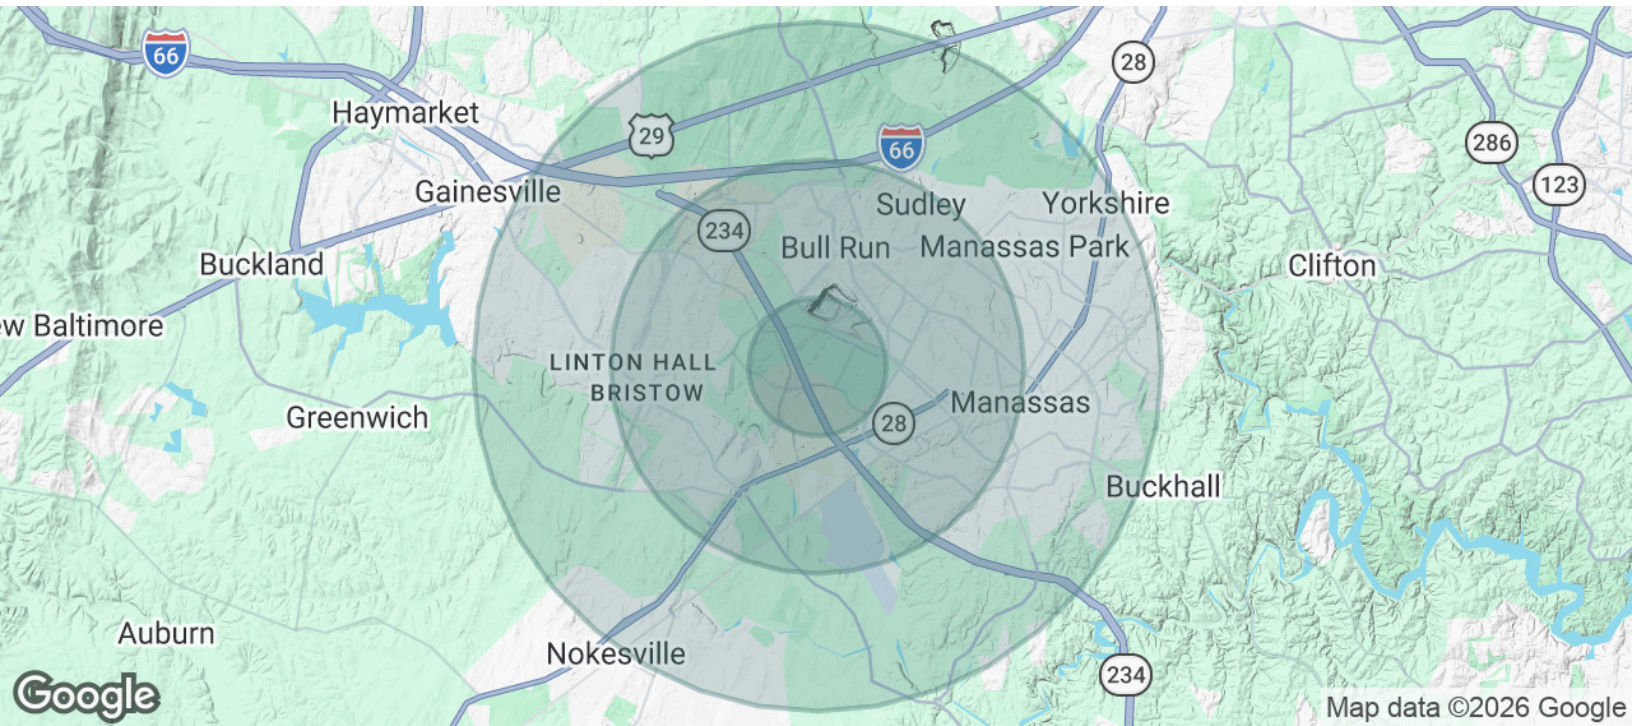 66
28
Haymarket
29
66
286
123
Gainesville
Sudley
Yorkshire
234
Bull Run
Manassas Park
Buckland
Clifton
ew Baltimore
LINTON HALL
BRISTOW
Greenwich
Manassas
28
Buckhall
Auburn
Nokesville
234
Google
Map data ©2026 Google